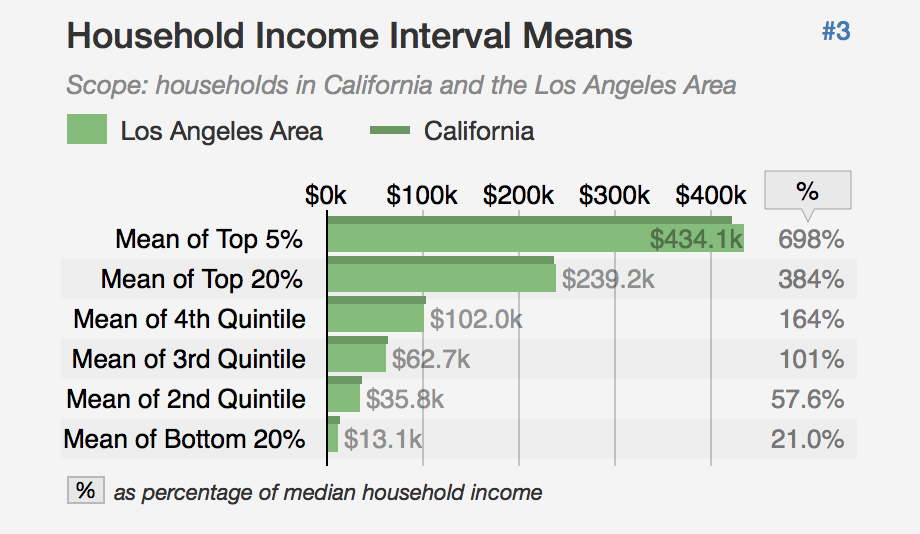 Household Income Interval Means #3
Scope: households in California and the Los Angeles Area
Los Angeles Area California
$0k $100k $200k $300k $400k %
Mean of Top 5% $434.1k 698%
Mean of Top 20% $239.2k 384%
Mean of 4th Quintile $102.0k 164%
Mean of 3rd Quintile $62.7k 101%
Mean of 2nd Quintile $35.8k 57.6%
Mean of Bottom 20% $13.1k 21.0%
% as percentage of median household income